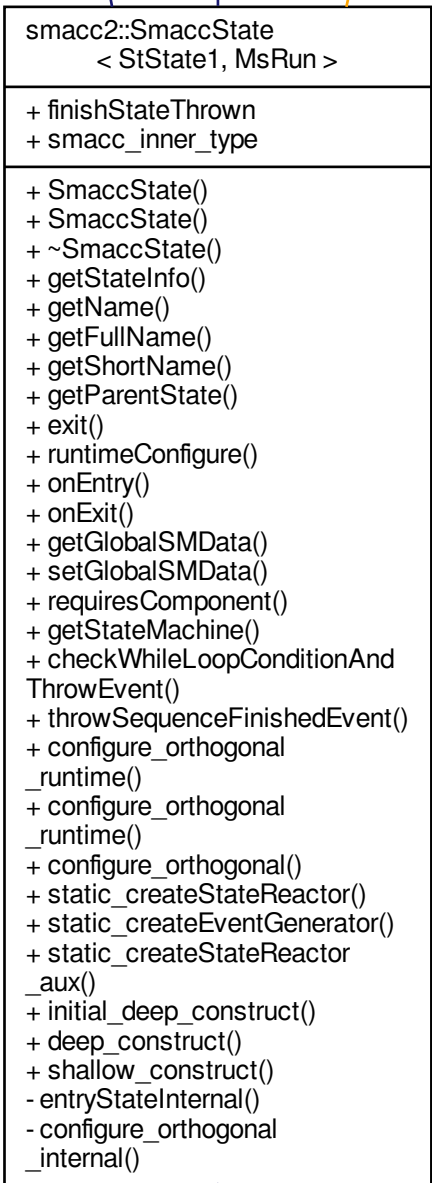 smacc2::SmaccState
< StState1, MsRun >
+ finishStateThrown
+ smacc_inner_type
+ SmaccState()
+ SmaccState()
+ ~SmaccState()
+ getStateInfo()
+ getName()
+ getFullName()
+ getShortName()
+ getParentState()
+ exit()
+ runtimeConfigure()
+ onEntry()
+ onExit()
+ getGlobalSMData()
+ setGlobalSMData()
+ requiresComponent()
+ getStateMachine()
+ checkWhileLoopConditionAnd
ThrowEvent()
+ throwSequenceFinishedEvent()
+ configure_orthogonal
_runtime()
+ configure_orthogonal
_runtime()
+ configure_orthogonal()
+ static_createStateReactor()
+ static_createEventGenerator()
+ static_createStateReactor
_aux()
+ initial_deep_construct()
+ deep_construct()
+ shallow_construct()
- entryStateInternal()
- configure_orthogonal
_internal()